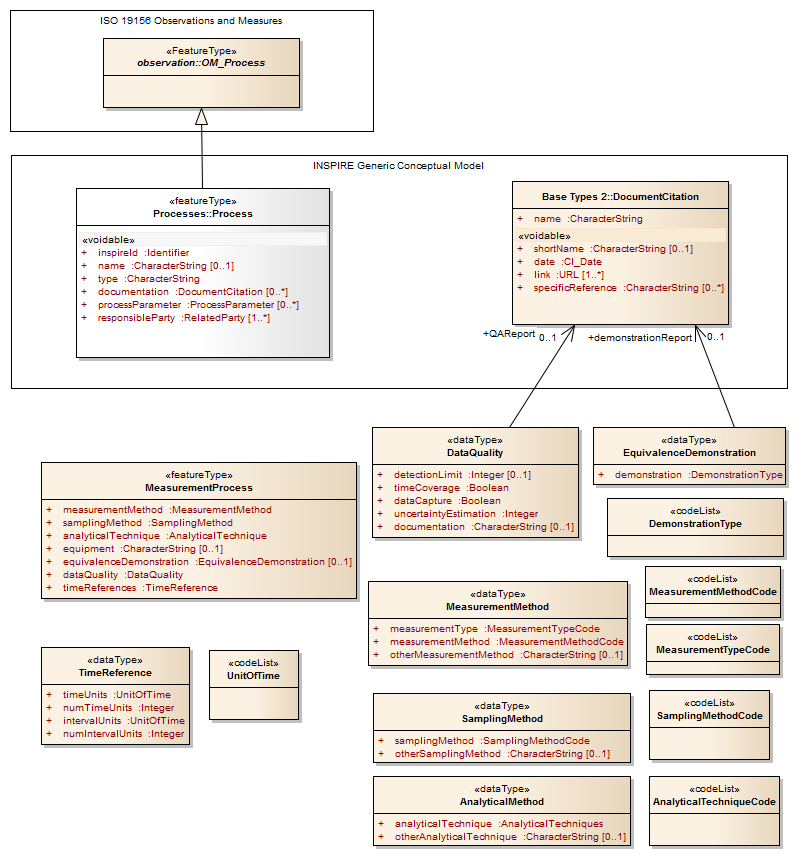 ISO 19156 Observations and Measures
«FeatureType»
observation::OM_Process
INSPIRE Generic Conceptual Model
«featureType»
Processes::Process
«voidable»
+ inspireId :Identifier
+ name :CharacterString [0..1]
+ type :CharacterString
+ documentation :DocumentCitation [0..*]
+ processParameter :ProcessParameter [0..*]
+ responsibleParty :RelatedParty [1..*]
Base Types 2::DocumentCitation
+ name :CharacterString
«voidable»
+ shortName :CharacterString [0..1]
+ date :CI_Date
+ link :URL [1..*]
+ specificReference :CharacterString [0..*]
+QAReport 0..1
+demonstrationReport 0..1
«featureType»
MeasurementProcess
+ measurementMethod :MeasurementMethod
+ samplingMethod :SamplingMethod
+ analyticalTechnique :AnalyticalTechnique
+ equipment :CharacterString [0..1]
+ equivalenceDemonstration :EquivalenceDemonstration [0..1]
+ dataQuality :DataQuality
+ timeReferences :TimeReference
«dataType»
DataQuality
+ detectionLimit :Integer [0..1]
+ timeCoverage :Boolean
+ dataCapture :Boolean
+ uncertaintyEstimation :Integer
+ documentation :CharacterString [0..1]
«dataType»
EquivalenceDemonstration
+ demonstration :DemonstrationType
«codeList»
DemonstrationType
«dataType»
MeasurementMethod
+ measurementType :MeasurementTypeCode
+ measurementMethod :MeasurementMethodCode
+ otherMeasurementMethod :CharacterString [0..1]
«codeList»
MeasurementMethodCode
«codeList»
MeasurementTypeCode
«dataType»
TimeReference
+ timeUnits :UnitOfTime
+ numTimeUnits :Integer
+ intervalUnits :UnitOfTime
+ numIntervalUnits :Integer
«codeList»
UnitOfTime
«dataType»
SamplingMethod
+ samplingMethod :SamplingMethodCode
+ otherSamplingMethod :CharacterString [0..1]
«codeList»
SamplingMethodCode
«dataType»
AnalyticalMethod
+ analyticalTechnique :AnalyticalTechniques
+ otherAnalyticalTechnique :CharacterString [0..1]
«codeList»
AnalyticalTechniqueCode